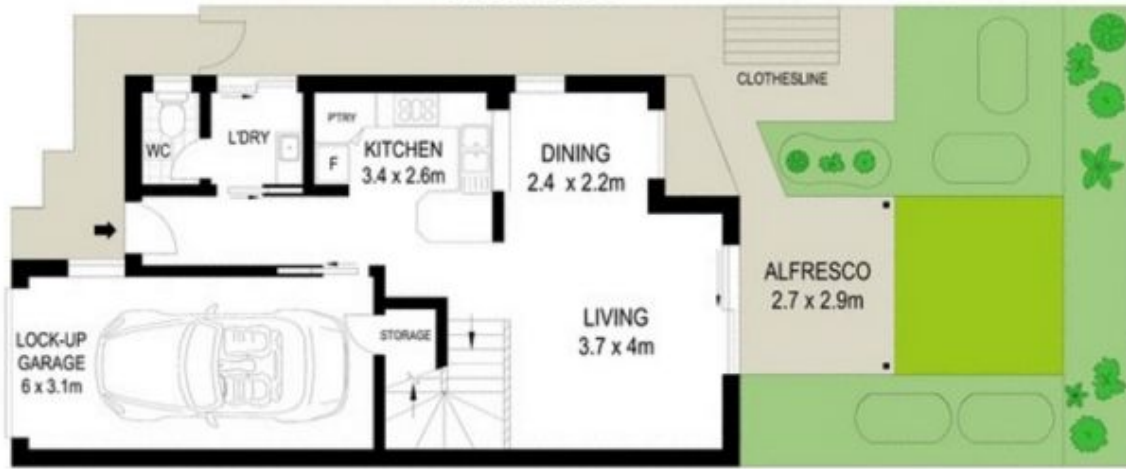 CLOTHESLINE
WC
L'DRY
P'TRY
F
KITCHEN
3.4 x 2.6m
DINING
2.4 x 2.2m
ALFRESCO
2.7 x 2.9m
LIVING
3.7 x 4m
STORAGE
LOCK-UP
GARAGE
6 x 3.1m